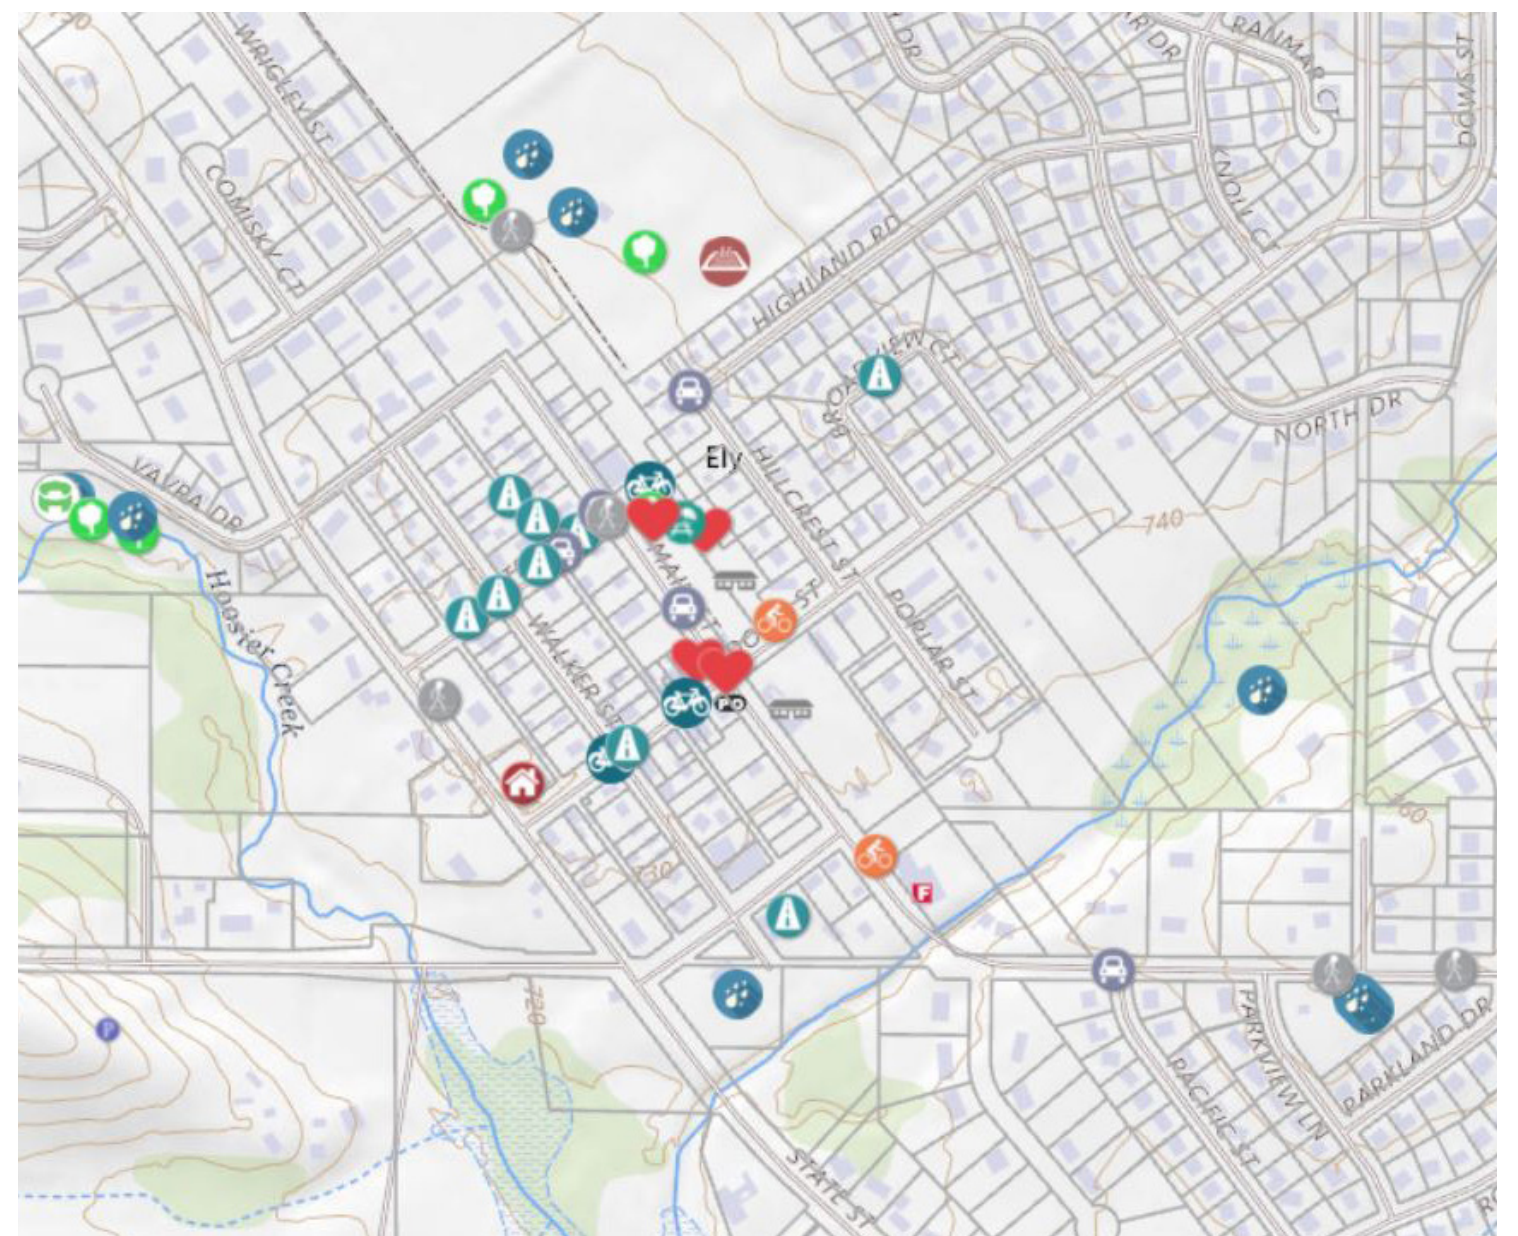 WRIGLEY ST
RANMAR CT
DOWS ST
COMISKY CT
KNOLL CT
HIGHLAND RD
BROADVIEW CT
NORTH DR
Ely
HILLCREST ST
VAVRA DR
740
Hoosier Creek
WALKER ST
POPLAR ST
PO
760
730
F
720
P
PARKVIEW LN
PARKLAND DR
PACIFIC ST
STATE ST